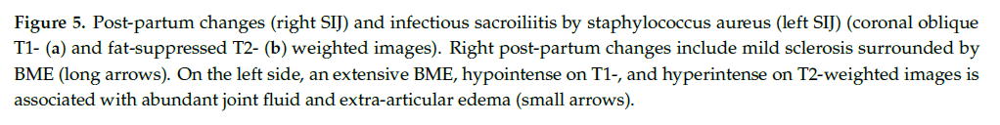 Figure 5. Post-partum changes (right SIJ) and infectious sacroiliitis by staphylococcus aureus (left SIJ) (coronal oblique
T1- (a) and fat-suppressed T2- (b) weighted images). Right post-partum changes include mild sclerosis surrounded by
BME (long arrows). On the left side, an extensive BME, hypointense on T1-, and hyperintense on T2-weighted images is
associated with abundant joint fluid and extra-articular edema (small arrows).